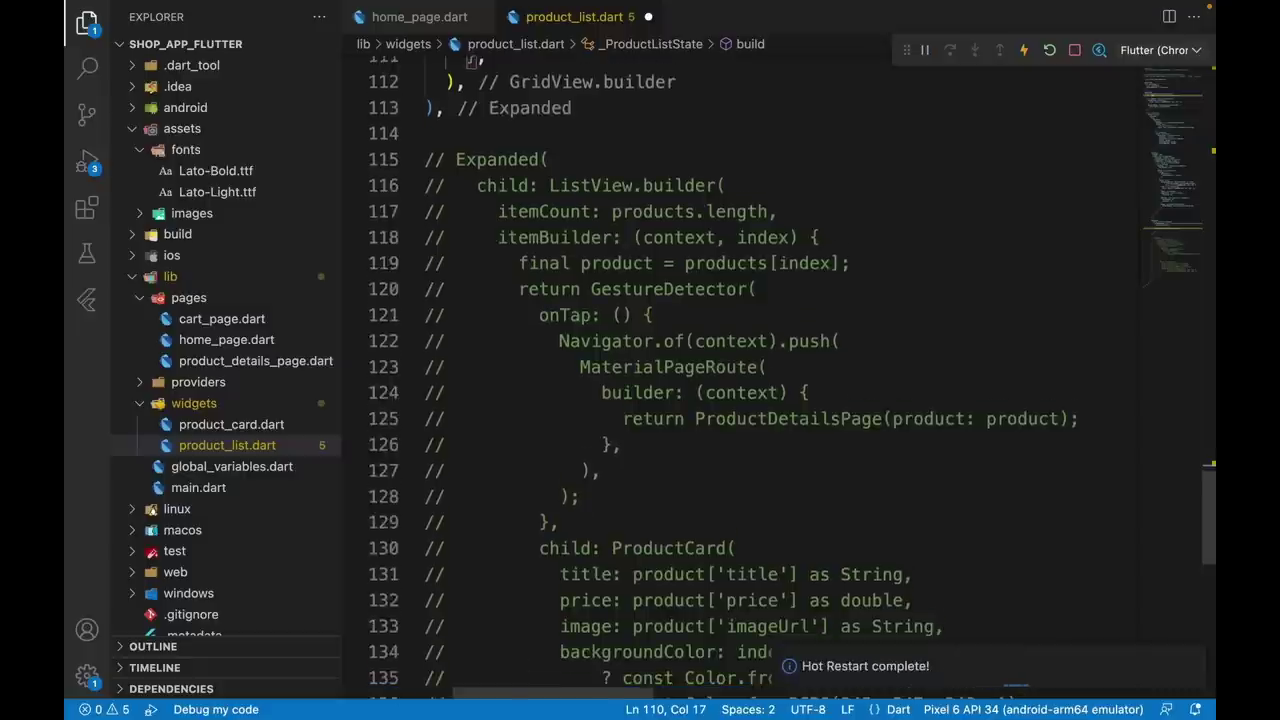 EXPLORER
SHOP_APP_FLUTTER
.dart_tool
.idea
android
assets
fonts
Lato-Bold.ttf
Lato-Light.ttf
images
build
ios
lib
pages
cart_page.dart
home_page.dart
product_details_page.dart
providers
widgets
product_card.dart
product_list.dart 5
global_variables.dart
main.dart
linux
macos
test
web
windows
.gitignore
.metadata
OUTLINE
TIMELINE
DEPENDENCIES
home_page.dart
product_list.dart 5
lib > widgets > product_list.dart > _ProductListState > build
Flutter (Chror
111 },
112 ), // GridView.builder
113 ), // Expanded
114
115 // Expanded(
116 // child: ListView.builder(
117 // itemCount: products.length,
118 // itemBuilder: (context, index) {
119 // final product = products[index];
120 // return GestureDetector(
121 // onTap: () {
122 // Navigator.of(context).push(
123 // MaterialPageRoute(
124 // builder: (context) {
125 // return ProductDetailsPage(product: product);
126 // },
127 // ),
128 // );
129 // },
130 // child: ProductCard(
131 // title: product['title'] as String,
132 // price: product['price'] as double,
133 // image: product['imageUrl'] as String,
134 // backgroundColor: ind
135 // ? const Color.fr
Hot Restart complete!
1
3
1
0 5 Debug my code Ln 110, Col 17 Spaces: 2 UTF-8 LF {} Dart Pixel 6 API 34 (android-arm64 emulator)